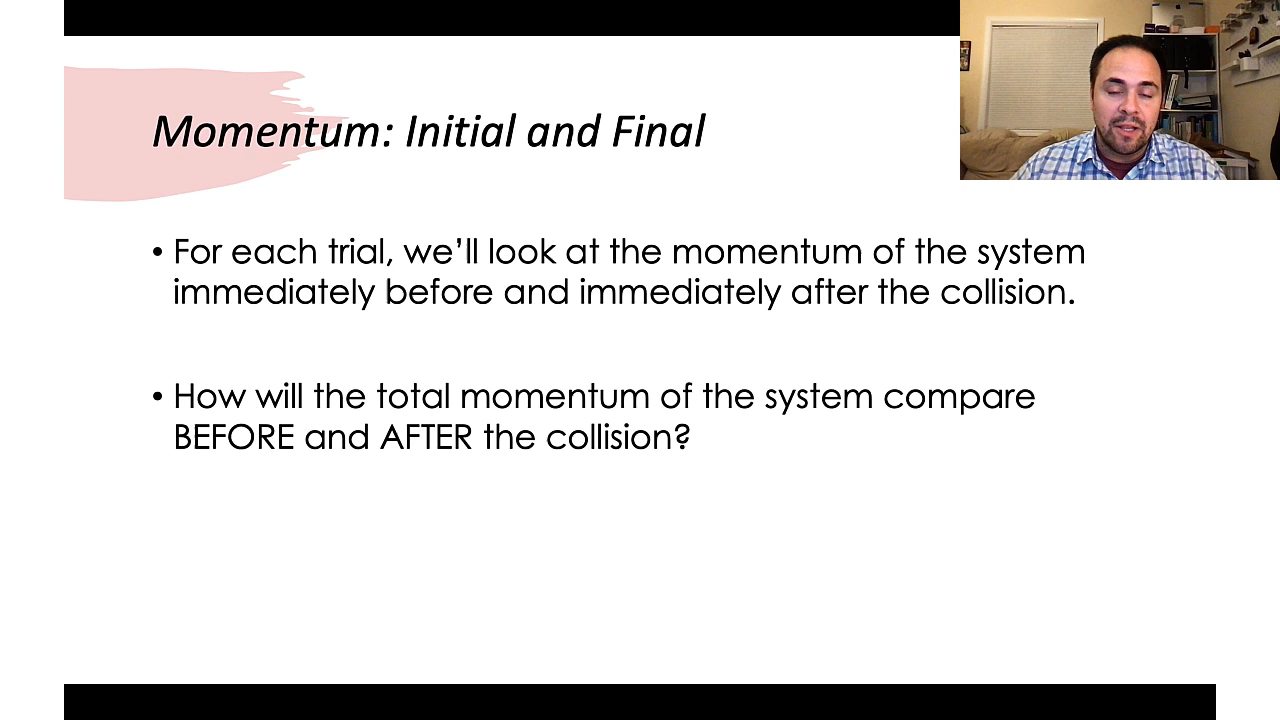 Momentum: Initial and Final
• For each trial, we’ll look at the momentum of the system
immediately before and immediately after the collision.
• How will the total momentum of the system compare
BEFORE and AFTER the collision?